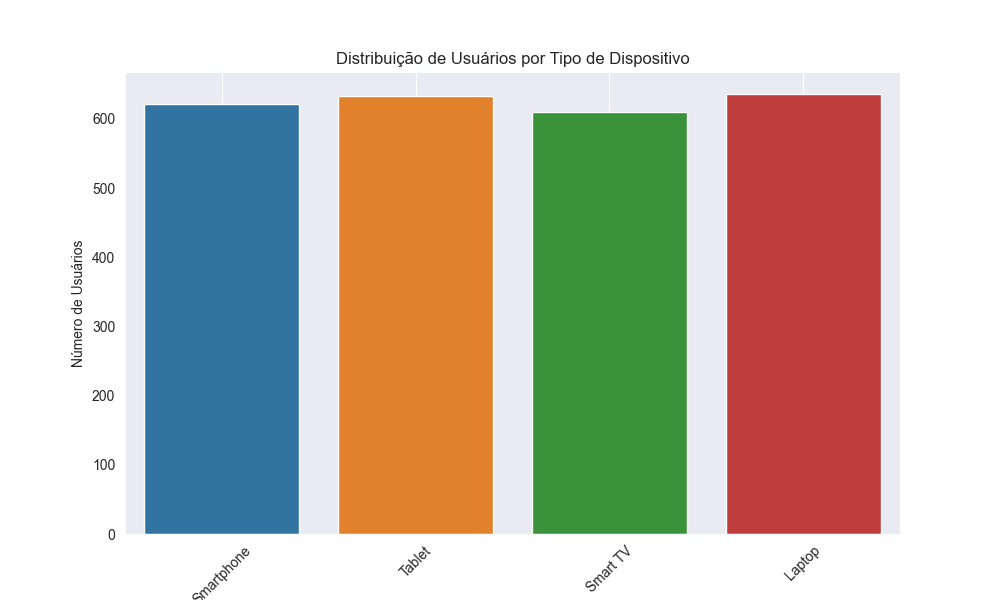 Distribuição de Usuários por Tipo de Dispositivo
Número de Usuários
600
500
400
300
200
100
0
Smartphone
Tablet
Smart TV
Laptop